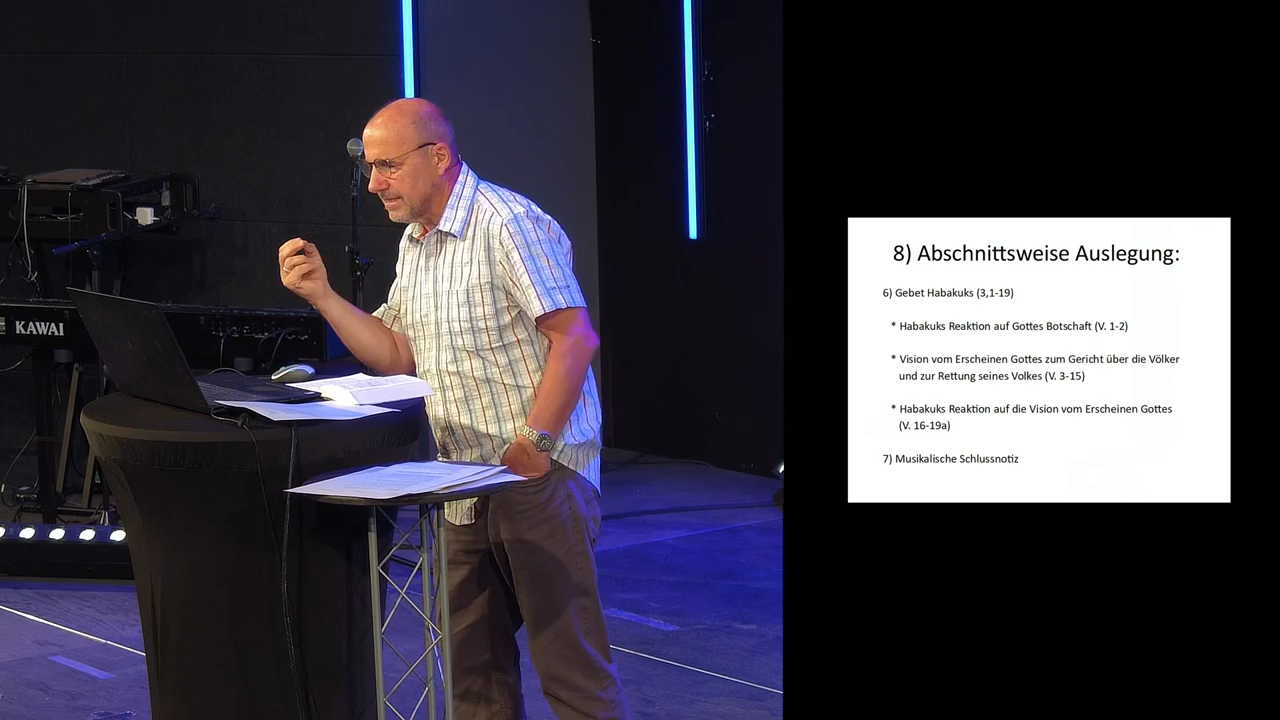 KAWAI
8) Abschnittsweise Auslegung:
6) Gebet Habakuks (3,1-19)
* Habakuks Reaktion auf Gottes Botschaft (V. 1-2)
* Vision vom Erscheinen Gottes zum Gericht über die Völker
und zur Rettung seines Volkes (V. 3-15)
* Habakuks Reaktion auf die Vision vom Erscheinen Gottes
(V. 16-19a)
7) Musikalische Schlussnotiz